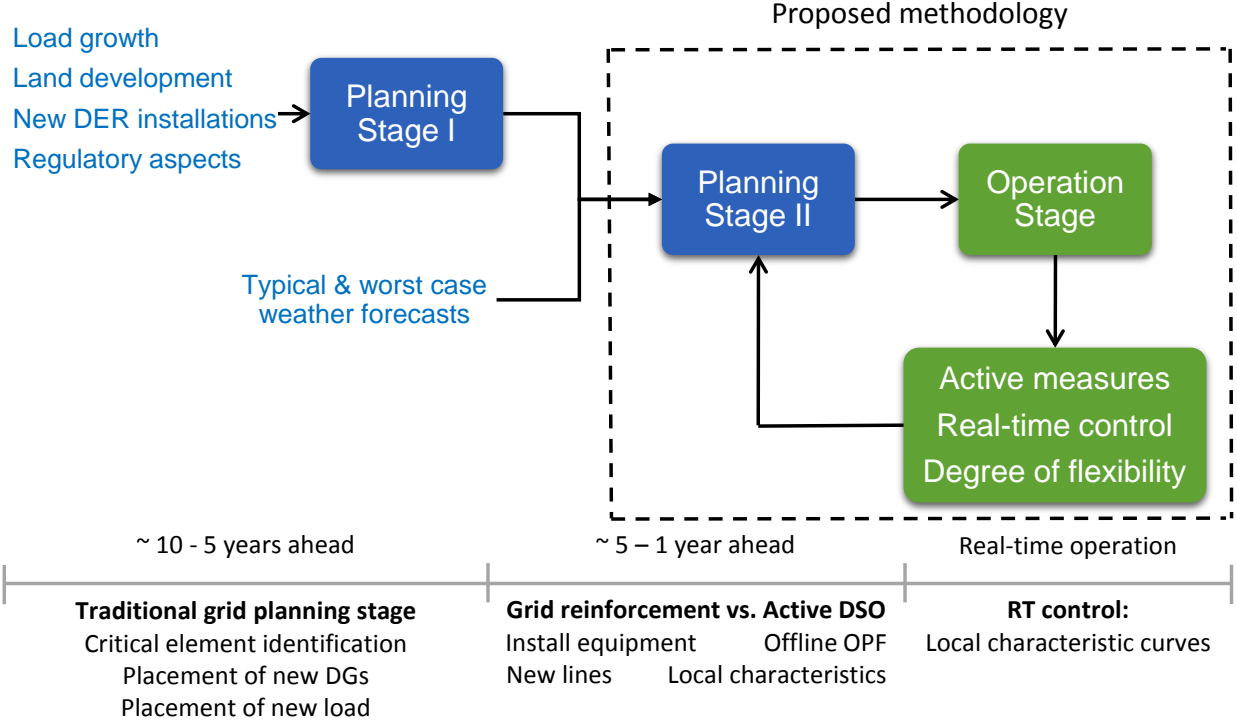 Proposed methodology
Load growth
Land development
New DER installations
Regulatory aspects
Planning
Stage I
Planning
Stage II
Operation
Stage
Typical & worst case
weather forecasts
Active measures
Real-time control
Degree of flexibility
~ 10 - 5 years ahead
~ 5 – 1 year ahead
Real-time operation
Traditional grid planning stage
Critical element identification
Placement of new DGs
Placement of new load
Grid reinforcement vs. Active DSO
Install equipment Offline OPF
New lines Local characteristics
RT control:
Local characteristic curves